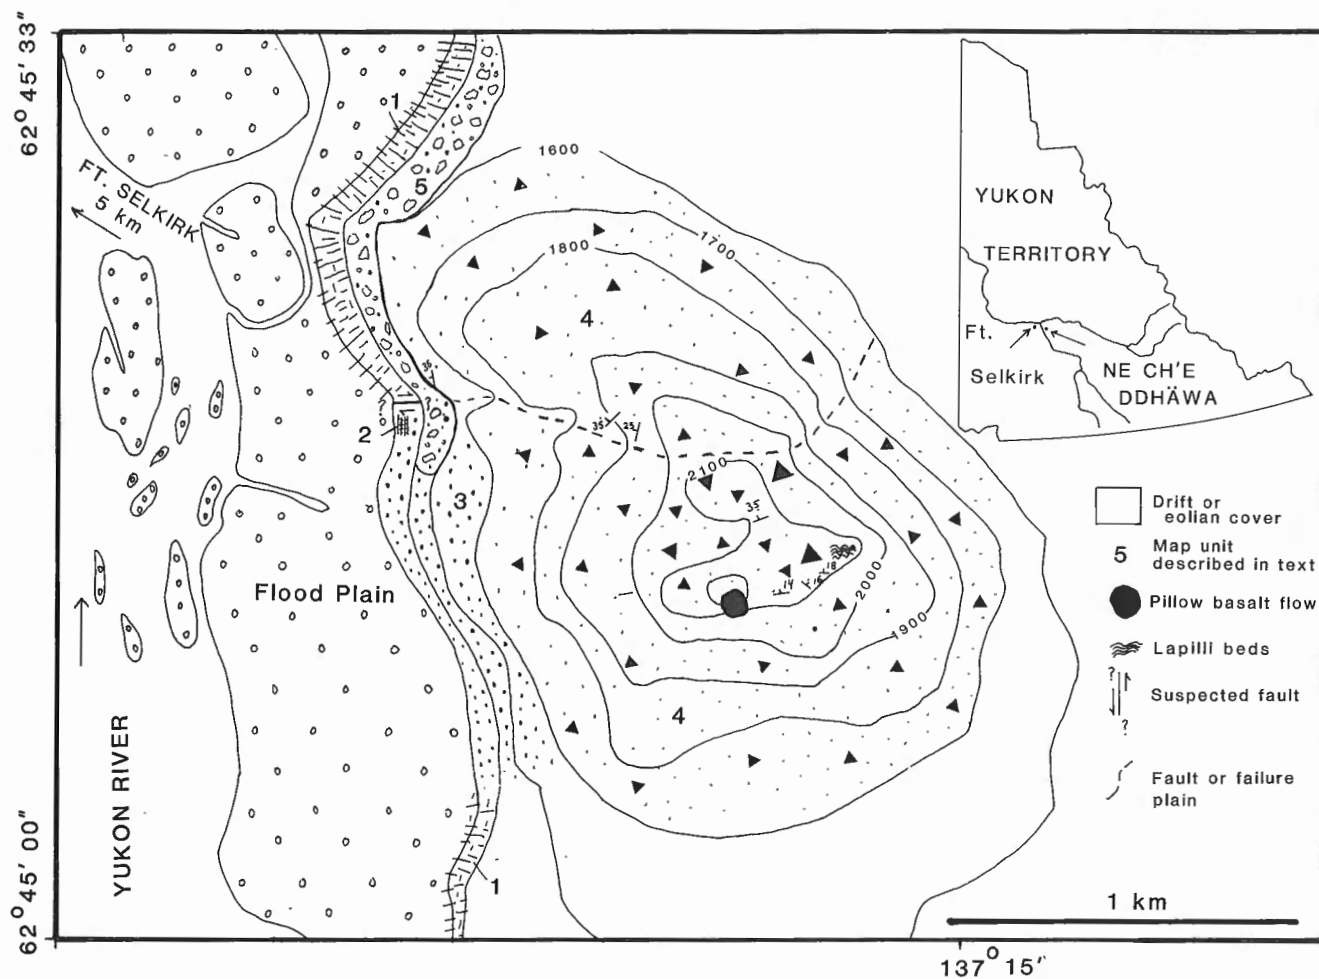 62° 45' 33"
62° 45' 00"
137° 15'
FT. SELKIRK
5 km
YUKON RIVER
Flood Plain
1
5
2
3
4
4
1
1600
1700
1800
1900
2000
2100
35
35
25
35
14
16
18
YUKON
TERRITORY
Ft.
Selkirk
NE CH'E
DDHÄWA
Drift or
eolian cover
5 Map unit
described in text
Pillow basalt flow
Lapilli beds
? Suspected fault
?
Fault or failure
plain
1 km